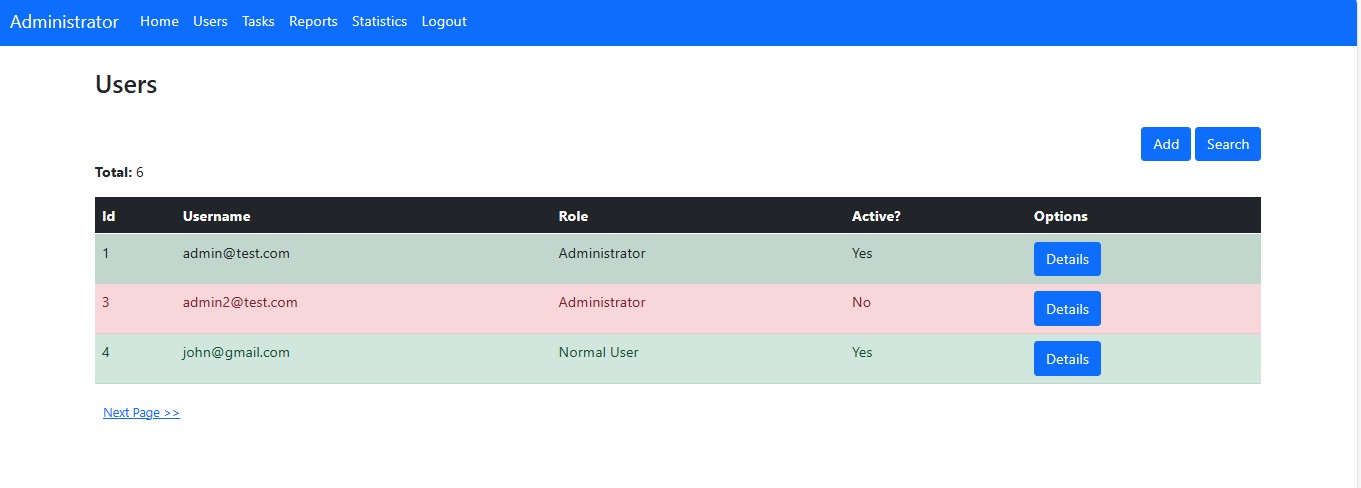 Administrator Home Users Tasks Reports Statistics Logout
Users
Add Search
Total: 6
Id Username Role Active? Options
1 admin@test.com Administrator Yes Details
3 admin2@test.com Administrator No Details
4 john@gmail.com Normal User Yes Details
Next Page >>